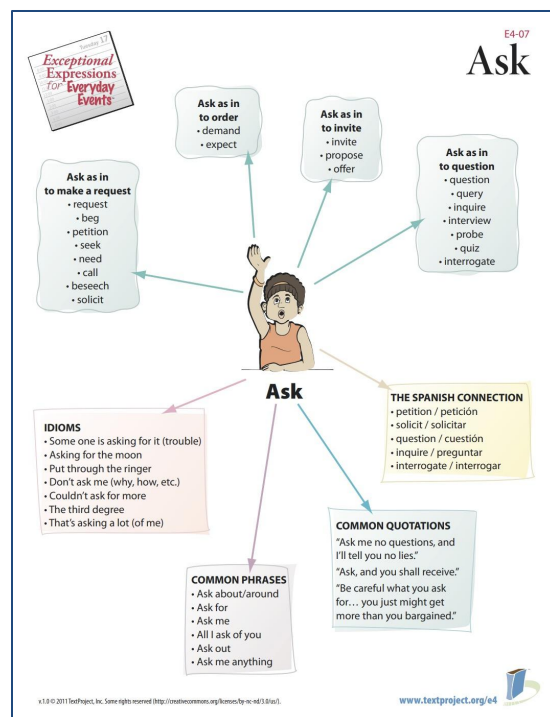 E4-07
Ask
Tuesday 17
Exceptional
Expressions
for Everyday
Events
Ask as in
to order
• demand
• expect
Ask as in
to invite
• invite
• propose
• offer
Ask as in
to make a request
• request
• beg
• petition
• seek
• need
• call
• beseech
• solicit
Ask as in
to question
• question
• query
• inquire
• interview
• probe
• quiz
• interrogate
Ask
THE SPANISH CONNECTION
• petition / petición
• solicit / solicitar
• question / cuestión
• inquire / preguntar
• interrogate / interrogar
IDIOMS
• Some one is asking for it (trouble)
• Asking for the moon
• Put through the ringer
• Don't ask me (why, how, etc.)
• Couldn't ask for more
• The third degree
• That's asking a lot (of me)
COMMON QUOTATIONS
"Ask me no questions, and
I'll tell you no lies."
"Ask, and you shall receive."
"Be careful what you ask
for… you just might get
more than you bargained."
COMMON PHRASES
• Ask about/around
• Ask for
• Ask me
• All I ask of you
• Ask out
• Ask me anything
v.1.0 © 2011 TextProject, Inc. Some rights reserved (http://creativecommons.org/licenses/by-nc-nd/3.0/us/).
www.textproject.org/e4